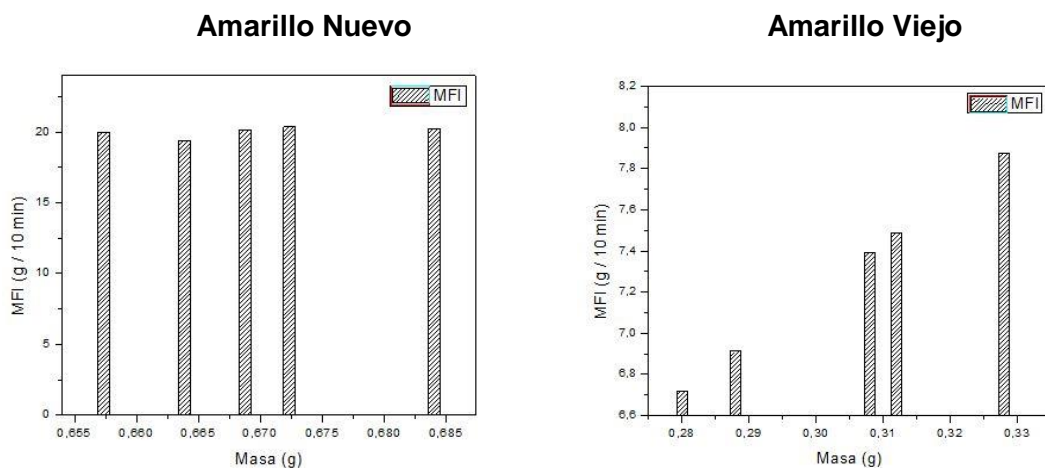 Amarillo Nuevo
Amarillo Viejo
MFI
20
15
10
5
0
MFI (g / 10 min)
0,655 0,660 0,665 0,670 0,675 0,680 0,685
Masa (g)
MFI
8,2
8,0
7,8
7,6
7,4
7,2
7,0
6,8
6,6
MFI (g / 10 min)
0,28 0,29 0,30 0,31 0,32 0,33
Masa (g)